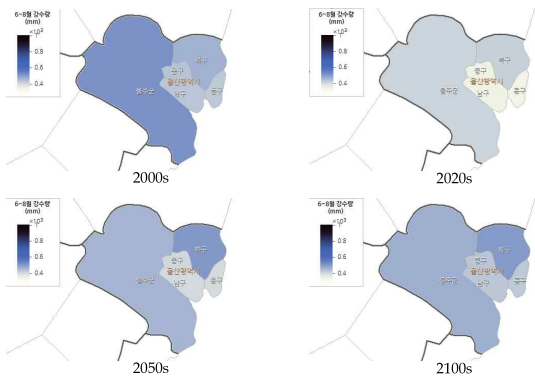 6~8월 강수량
(mm)
×10³
0.8
0.6
0.4
북구
중구
울산광역시
울주군
남구
동구
2000s
6~8월 강수량
(mm)
×10³
0.8
0.6
0.4
북구
중구
울산광역시
울주군
남구
동구
2020s
6~8월 강수량
(mm)
×10³
0.8
0.6
0.4
북구
중구
울산광역시
울주군
남구
동구
2050s
6~8월 강수량
(mm)
×10³
0.8
0.6
0.4
북구
중구
울산광역시
울주군
남구
동구
2100s